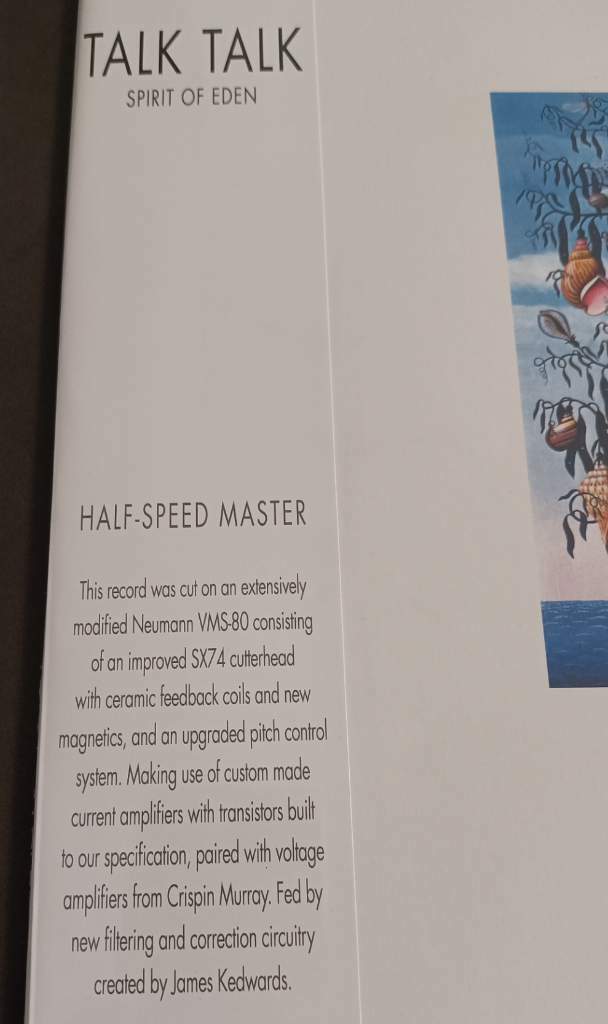 TALK TALK
SPIRIT OF EDEN
HALF-SPEED MASTER
This record was cut on an extensively
modified Neumann VMS-80 consisting
of an improved SX74 cutterhead
with ceramic feedback coils and new
magnetics, and an upgraded pitch control
system. Making use of custom made
current amplifiers with transistors built
to our specification, paired with voltage
amplifiers from Crispin Murray. Fed by
new filtering and correction circuitry
created by James Kedwards.